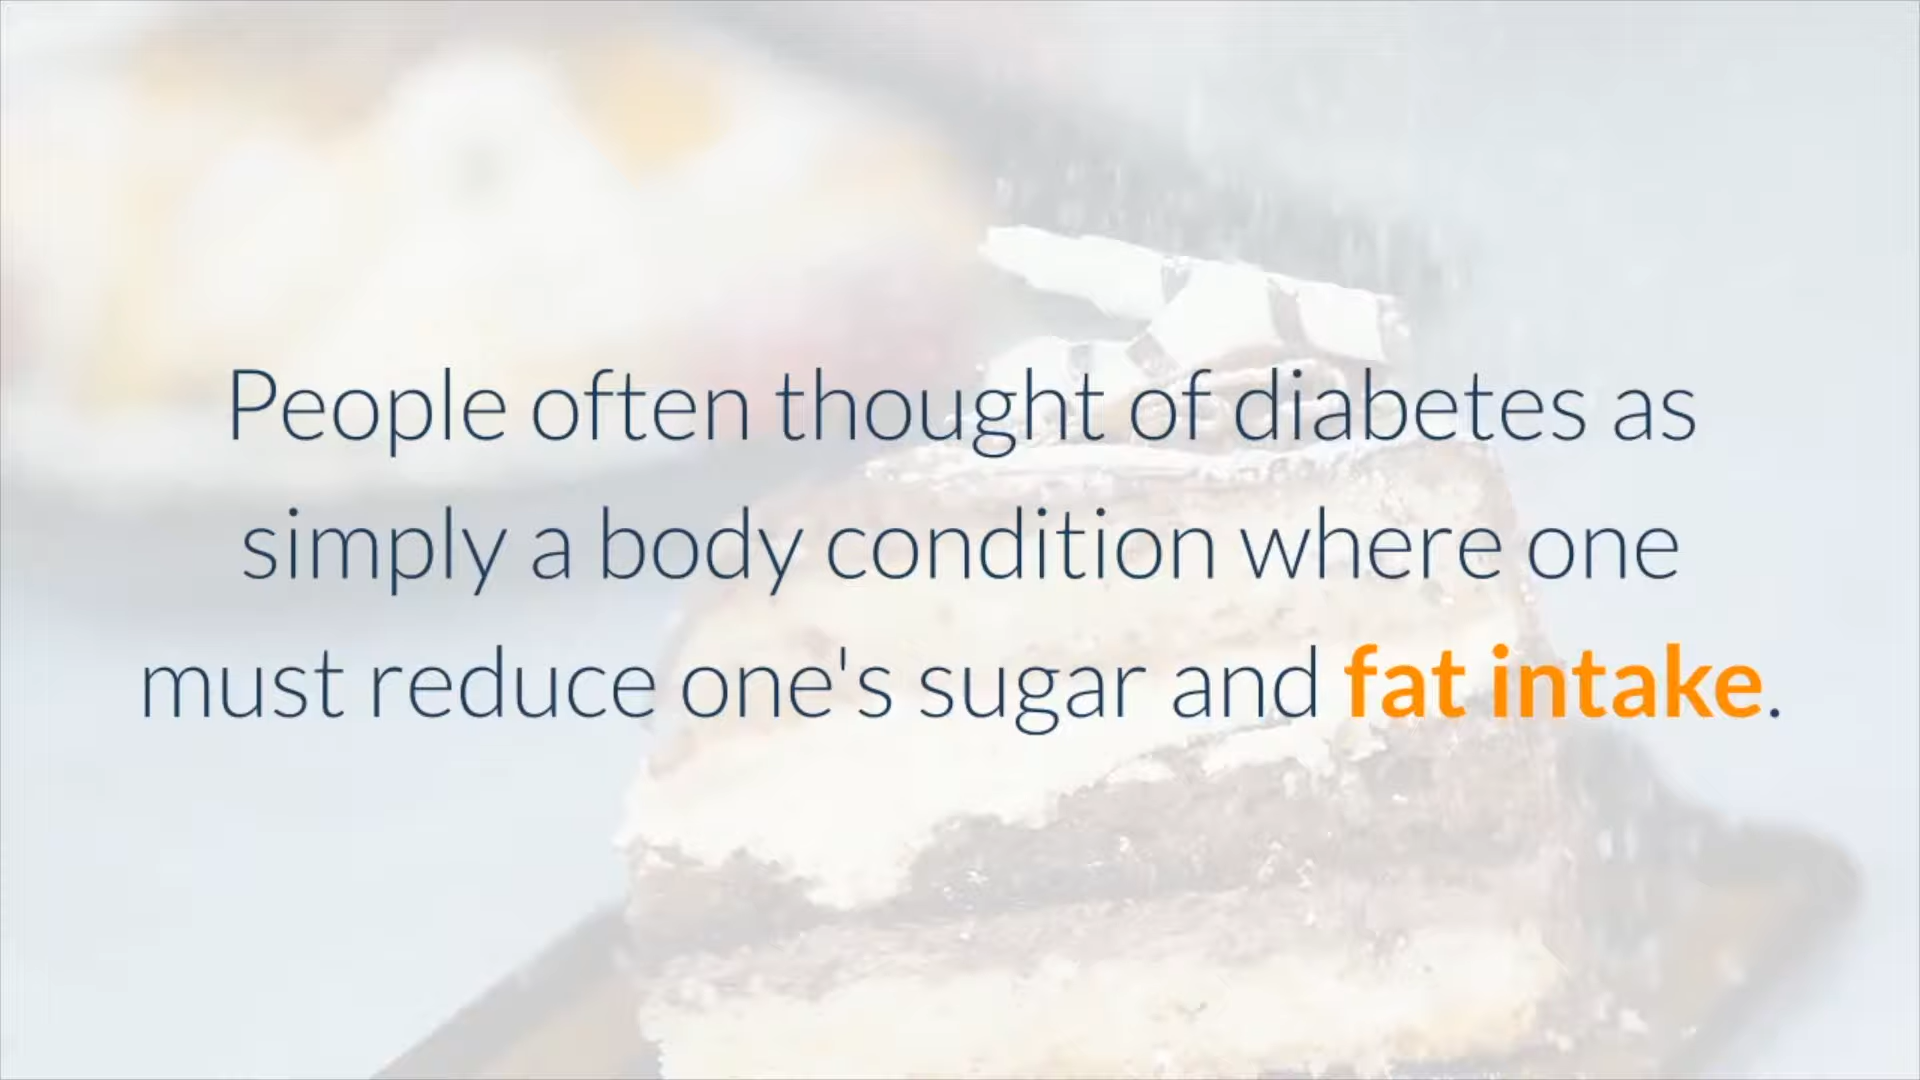 People often thought of diabetes as
simply a body condition where one
must reduce one's sugar and fat intake.